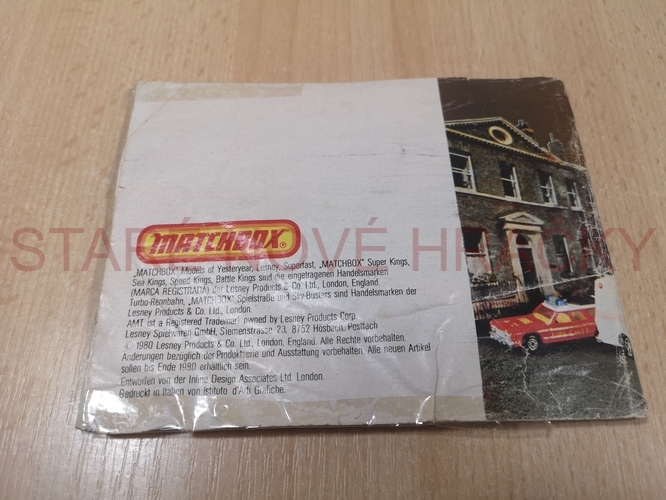 MATCHBOX®
STARÉ NOVÉ HRAČKY
„MATCHBOX“ Models of Yesteryear, Lesney, Superfast, „MATCHBOX“ Super Kings,
Sea Kings, Speed Kings, Battle Kings sind die eingetragenen Handelsmarken
(MARCA REGISTRADA) der Lesney Products & Co. Ltd., London, England.
Turbo-Rennbahn, „MATCHBOX“ Spielstraße und Sky-Busters sind Handelsmarken der
Lesney Products & Co. Ltd., London.
AMT ist a Registered Trademark owned by Lesney Products Corp.
Lesney Spielwaren GmbH, Siemensstrasse 23, 8752 Hösbach, Postfach
© 1980 Lesney Products & Co. Ltd., London, England. Alle Rechte vorbehalten.
Änderungen bezüglich der Produktserie und Ausstattung vorbehalten. Alle neuen Artikel
sollen bis Ende 1980 erhältlich sein.
Entworfen von der Inline Design Associates Ltd. London.
Gedruckt in Italien von Istituto d'Arti Grafiche.